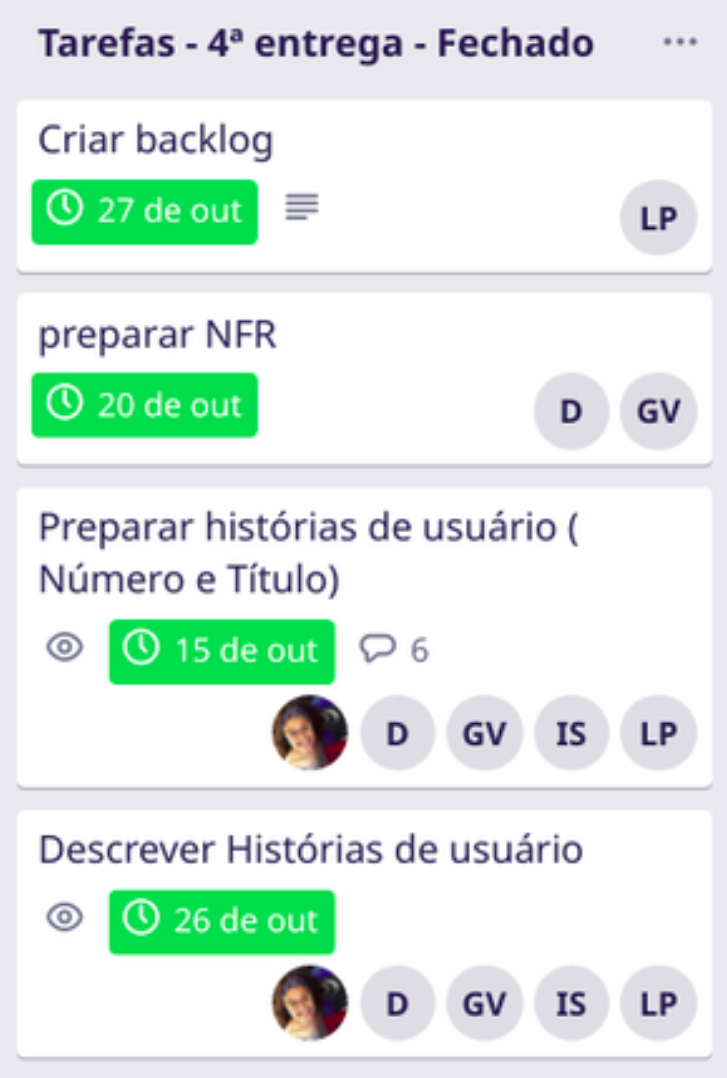 Tarefas - 4ª entrega - Fechado
Criar backlog
27 de out
LP
preparar NFR
20 de out
D GV
Preparar histórias de usuário (
Número e Título)
15 de out 6
D GV IS LP
Descrever Histórias de usuário
26 de out
D GV IS LP